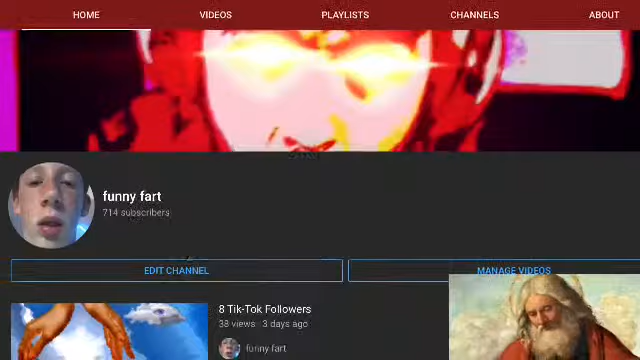 HOME VIDEOS PLAYLISTS CHANNELS ABOUT
funny fart
714 subscribers
EDIT CHANNEL MANAGE VIDEOS
8 Tik-Tok Followers
38 views · 3 days ago
funny fart